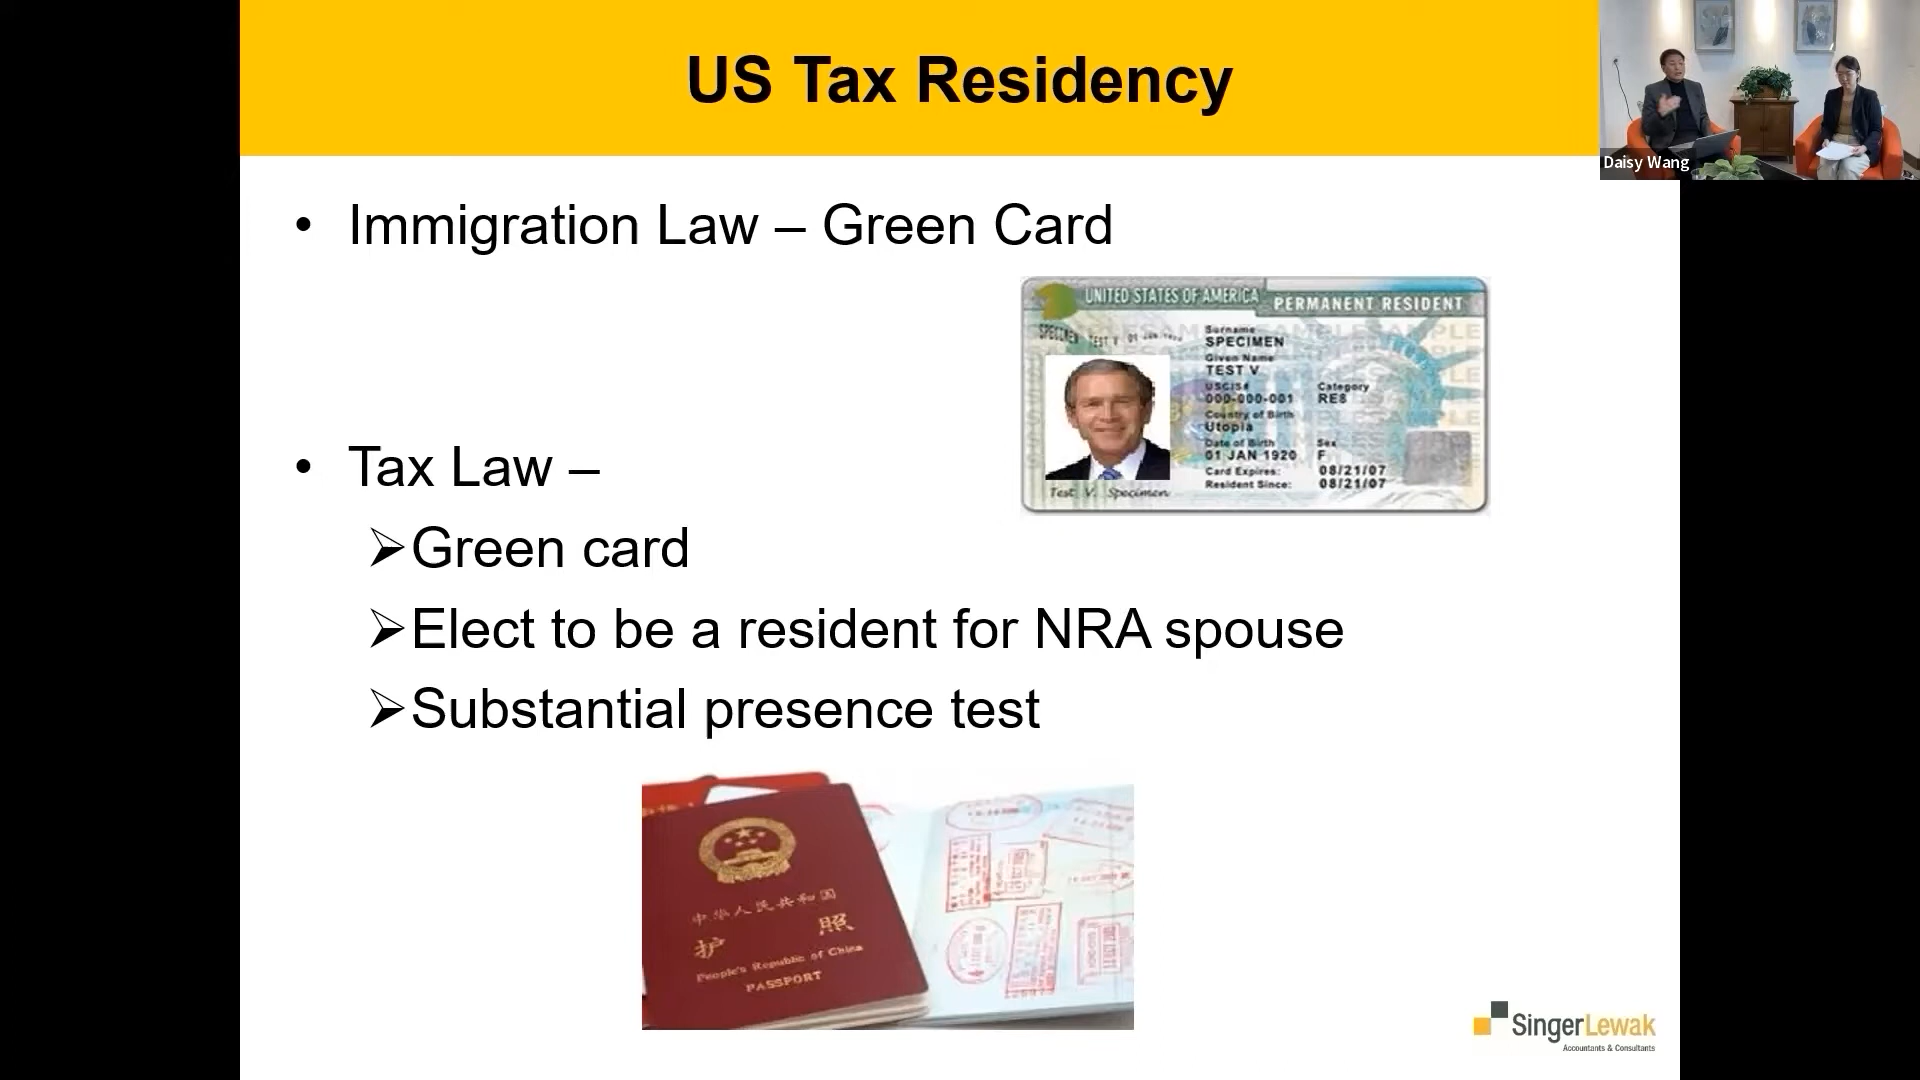 US Tax Residency
Daisy Wang
• Immigration Law – Green Card
UNITED STATES OF AMERICA
PERMANENT RESIDENT
Surname
SPECIMEN
Given Name
TEST V
USCIS#
Category
000-000-001
RE8
Country of Birth
Utopia
Date of Birth
Sex
01 JAN 1920
F
Card Expires:
08/21/07
Resident Since:
08/21/07
Test V. Specimen
• Tax Law –
➢Green card
➢Elect to be a resident for NRA spouse
➢Substantial presence test
中华人民共和国
护 照
People's Republic of China
PASSPORT
SingerLewak
Accountants & Consultants